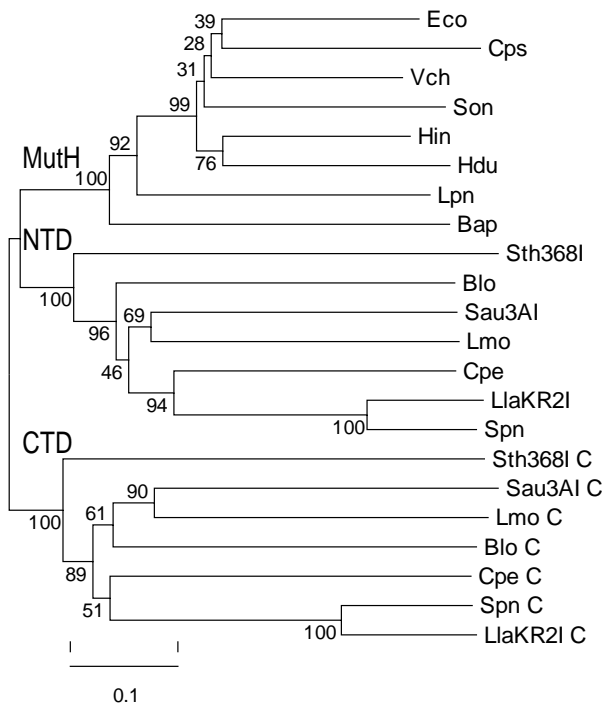 39
Eco
28
Cps
31
Vch
99
Son
Hin
92
76
Hdu
MutH
100
Lpn
Bap
NTD
Sth368I
100
Blo
96
69
Sau3AI
Lmo
46
Cpe
94
LlaKR2I
100
Spn
CTD
Sth368I C
100
90
Sau3AI C
61
Lmo C
89
Blo C
Cpe C
51
Spn C
100
LlaKR2I C
0.1